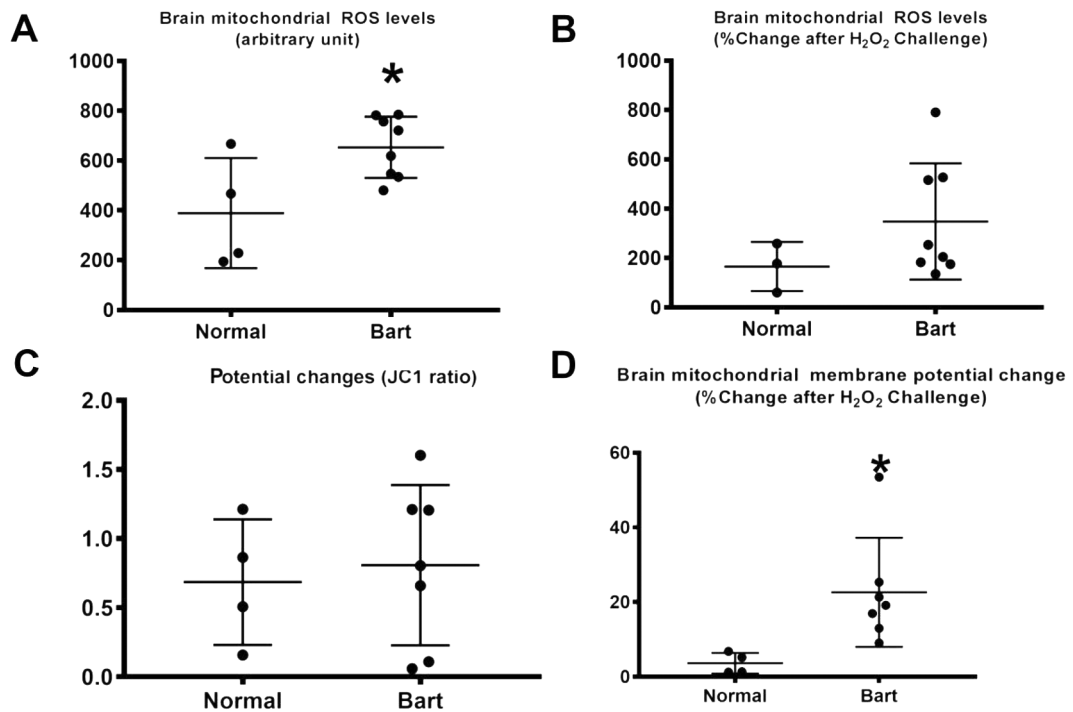 A
Brain mitochondrial ROS levels
(arbitrary unit)
1000
800
600
400
200
0
*
Normal
Bart
B
Brain mitochondrial ROS levels
(%Change after H₂O₂ Challenge)
1000
800
600
400
200
0
Normal
Bart
C
Potential changes (JC1 ratio)
2.0
1.5
1.0
0.5
0.0
Normal
Bart
D
Brain mitochondrial membrane potential change
(%Change after H₂O₂ Challenge)
60
40
20
0
*
Normal
Bart